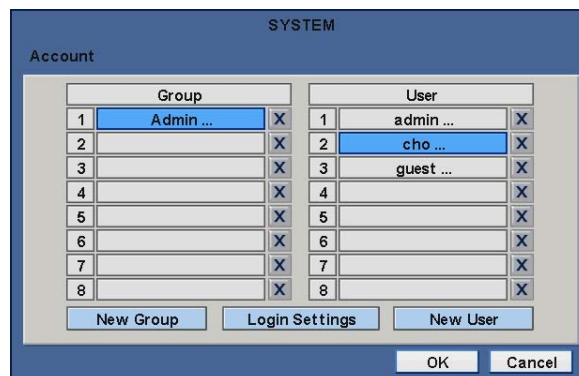 SYSTEM
Account
Group User
1 Admin ... X 1 admin ... X
2 X 2 cho ... X
3 X 3 guest ... X
4 X 4 X
5 X 5 X
6 X 6 X
7 X 7 X
8 X 8 X
New Group Login Settings New User
OK Cancel